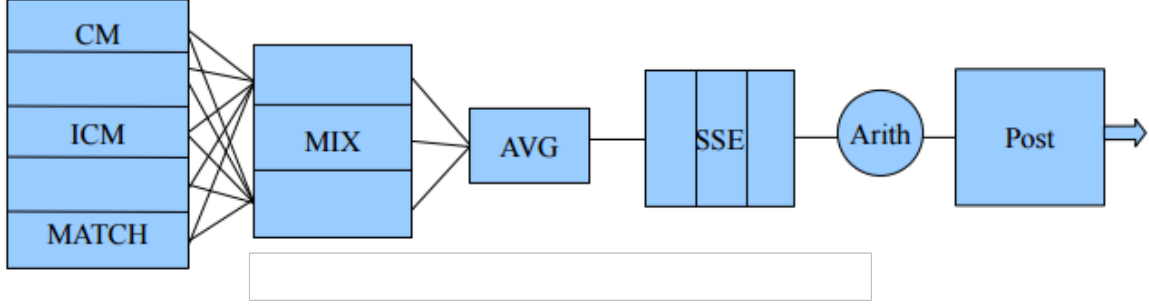 CM
ICM
MATCH
MIX
AVG
SSE
Arith
Post